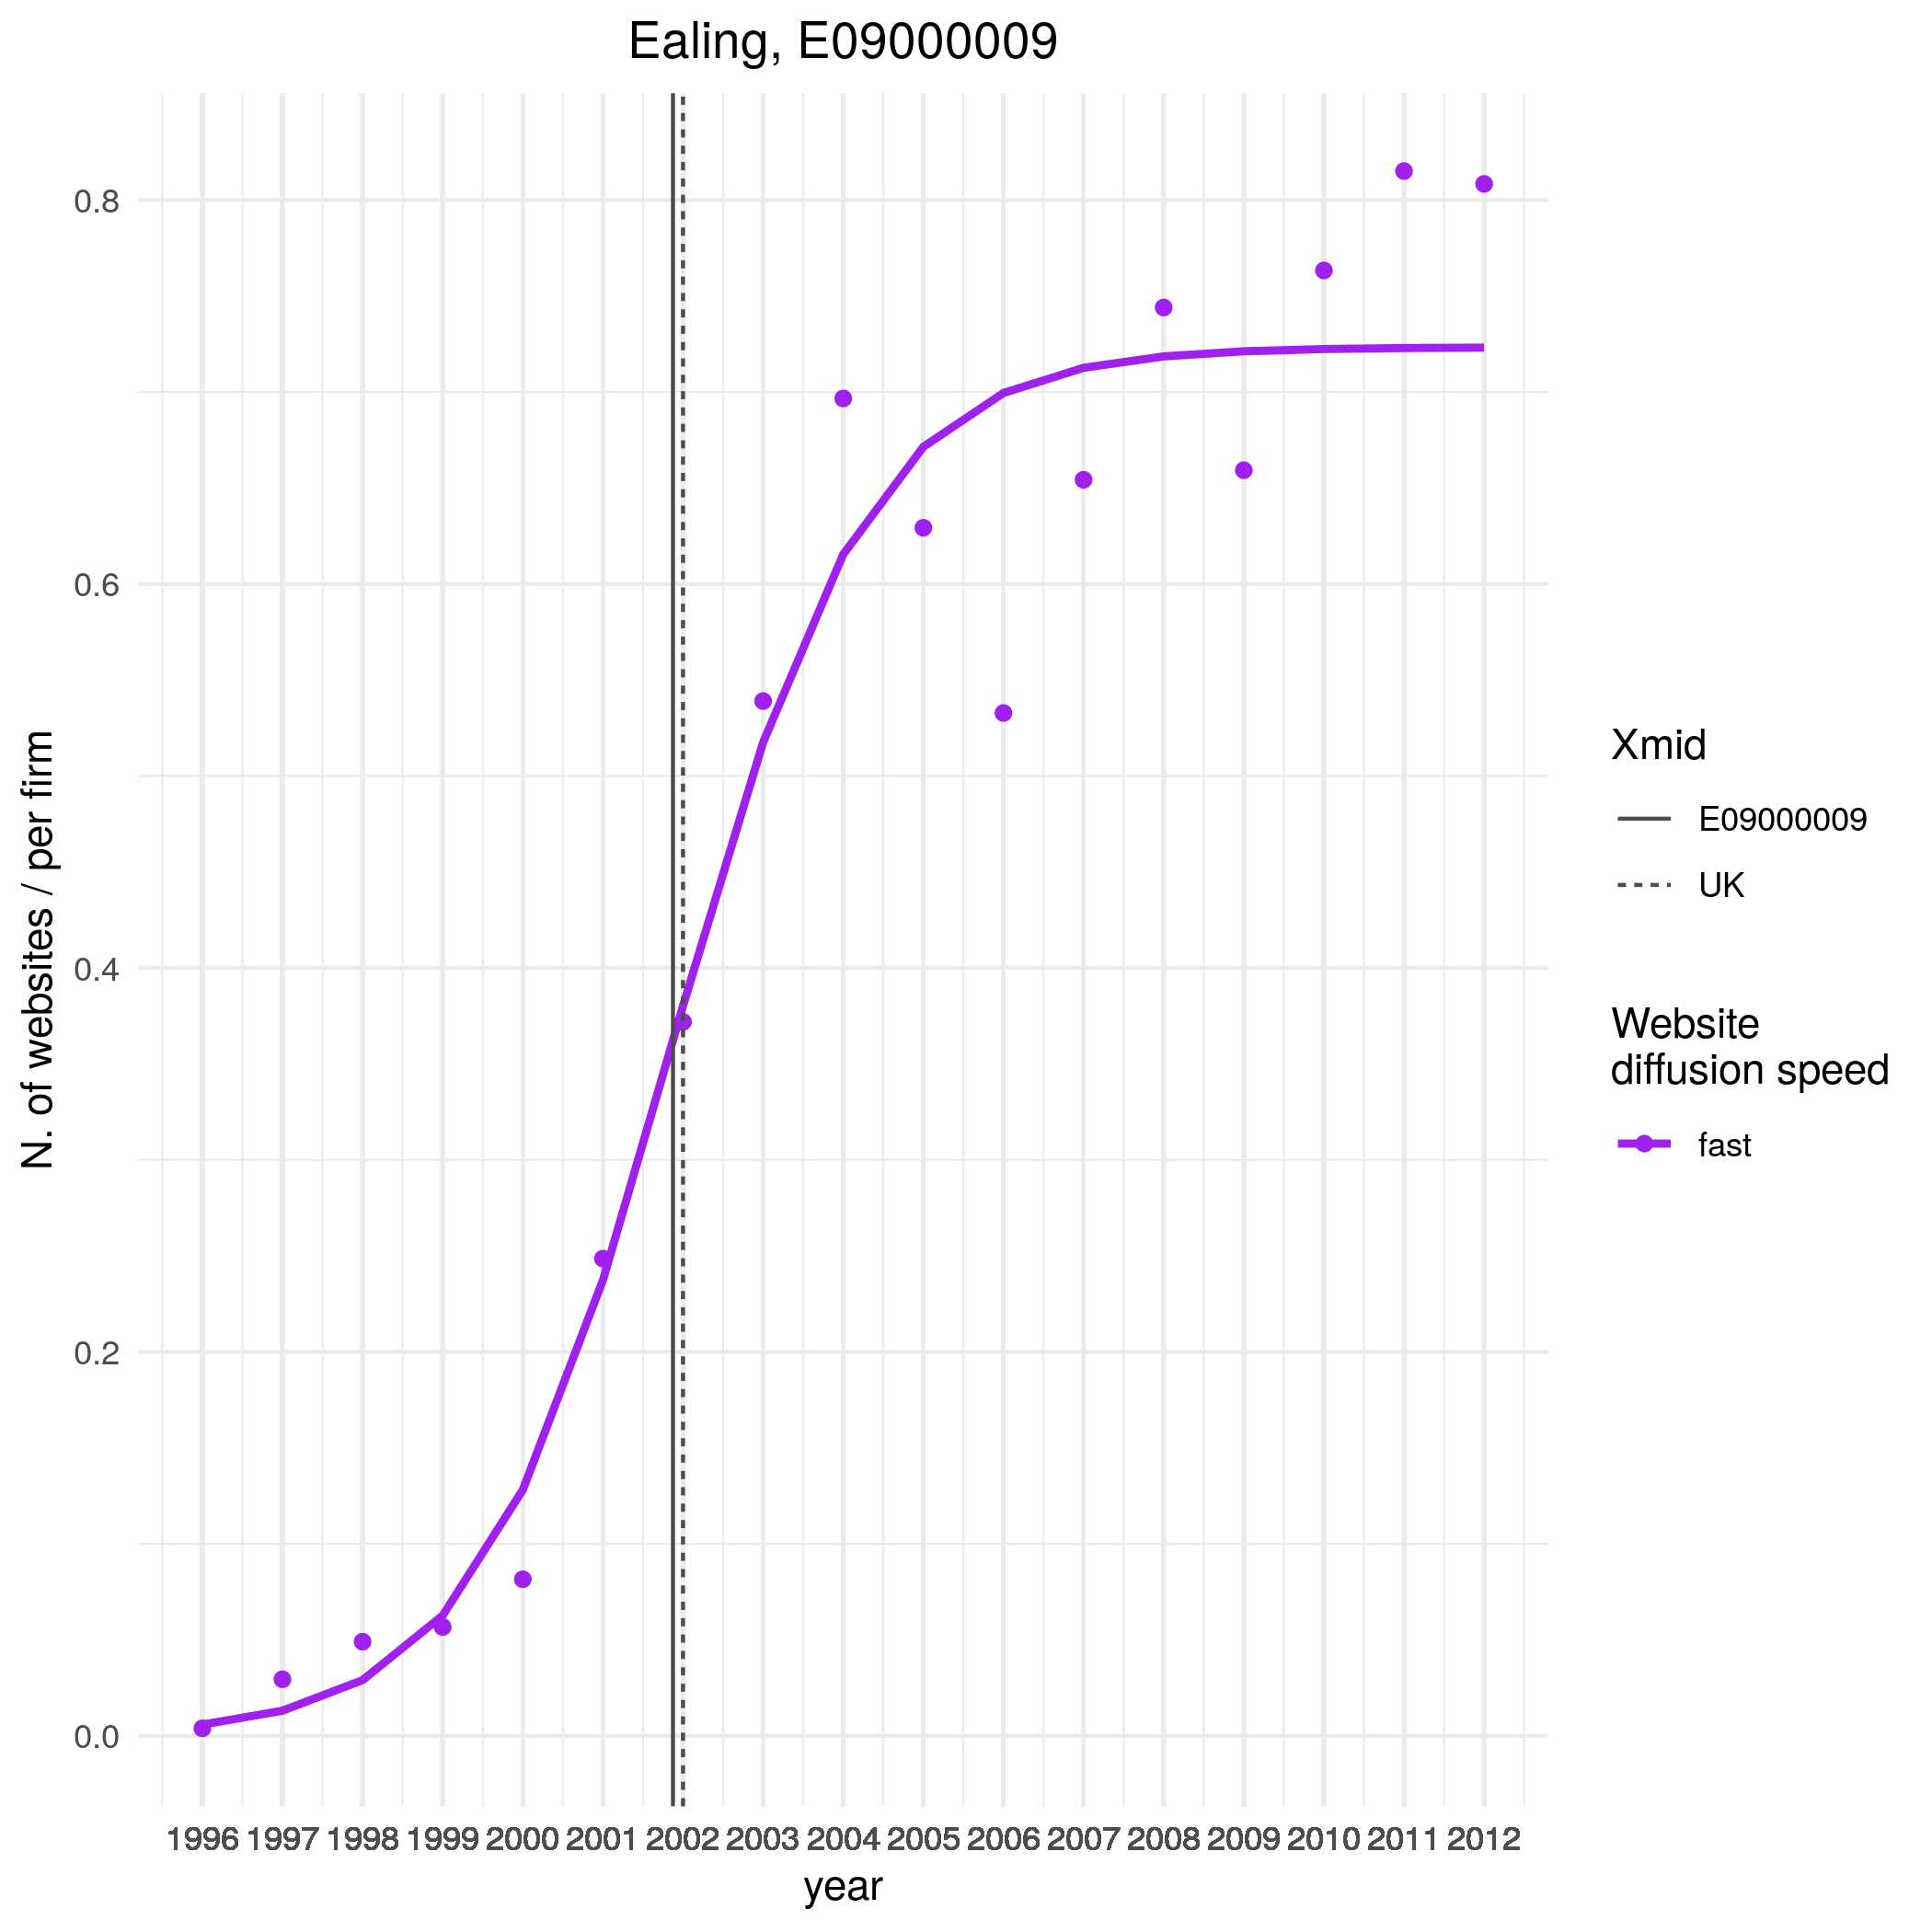 Ealing, E09000009
N. of websites / per firm
0.8
0.6
0.4
0.2
0.0
1996 1997 1998 1999 2000 2001 2002 2003 2004 2005 2006 2007 2008 2009 2010 2011 2012
year
Xmid
E09000009
UK
Website
diffusion speed
fast